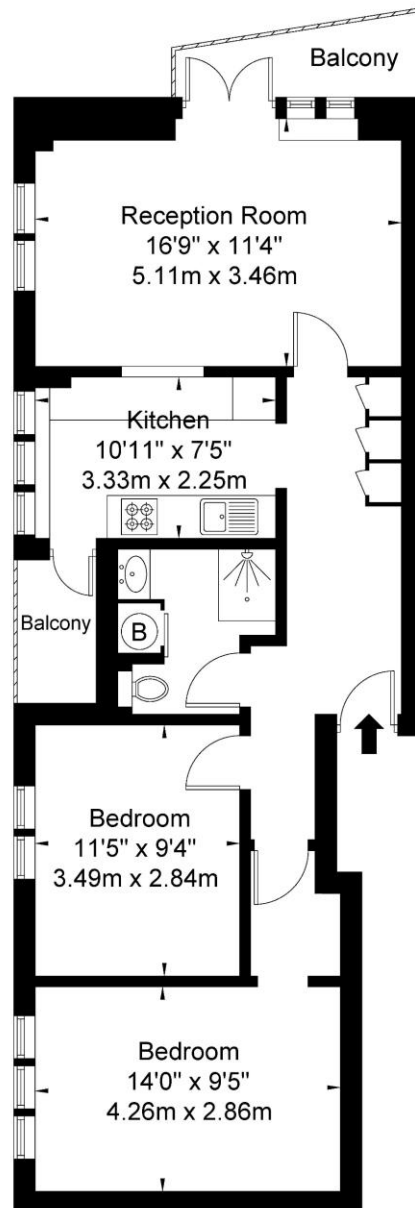 Balcony
Reception Room
16'9" x 11'4"
5.11m x 3.46m
Kitchen
10'11" x 7'5"
3.33m x 2.25m
Balcony
B
Bedroom
11'5" x 9'4"
3.49m x 2.84m
Bedroom
14'0" x 9'5"
4.26m x 2.86m